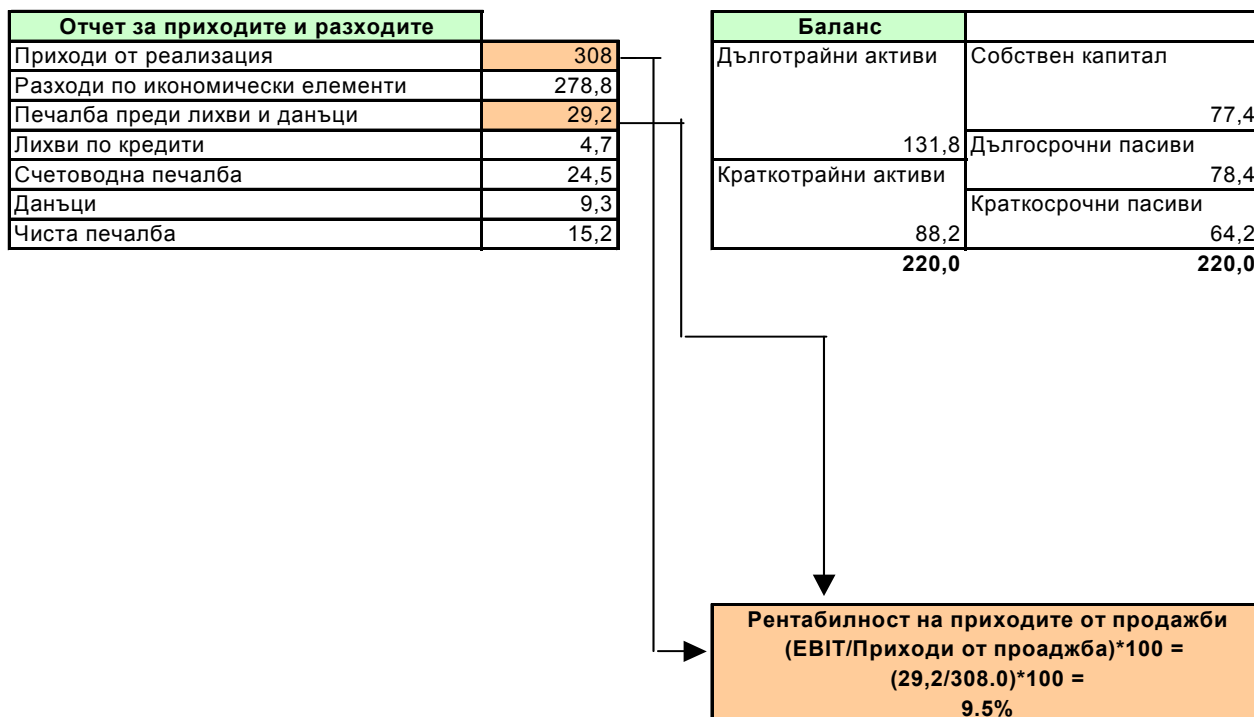 Отчет за приходите и разходите
Приходи от реализация 308
Разходи по икономически елементи 278,8
Печалба преди лихви и данъци 29,2
Лихви по кредити 4,7
Счетоводна печалба 24,5
Данъци 9,3
Чиста печалба 15,2
Баланс
Дълготрайни активи Собствен капитал
77,4
131,8 Дългосрочни пасиви
Краткотрайни активи 78,4
Краткосрочни пасиви
88,2 64,2
220,0 220,0
Рентабилност на приходите от продажби
(EBIT/Приходи от проаджба)*100 =
(29,2/308.0)*100 =
9.5%